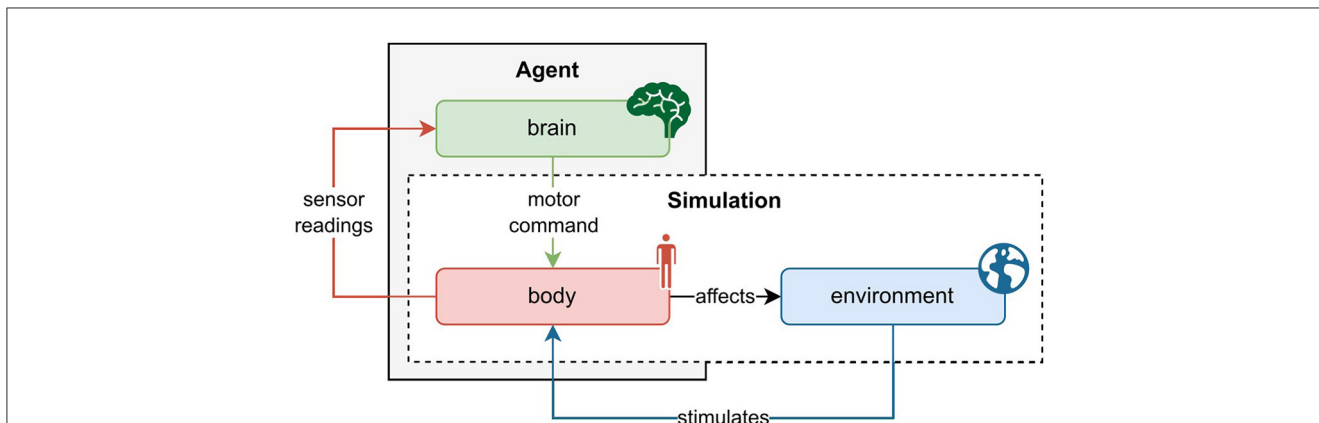 Agent
brain
sensor
readings
motor
command
Simulation
body
affects
environment
stimulates